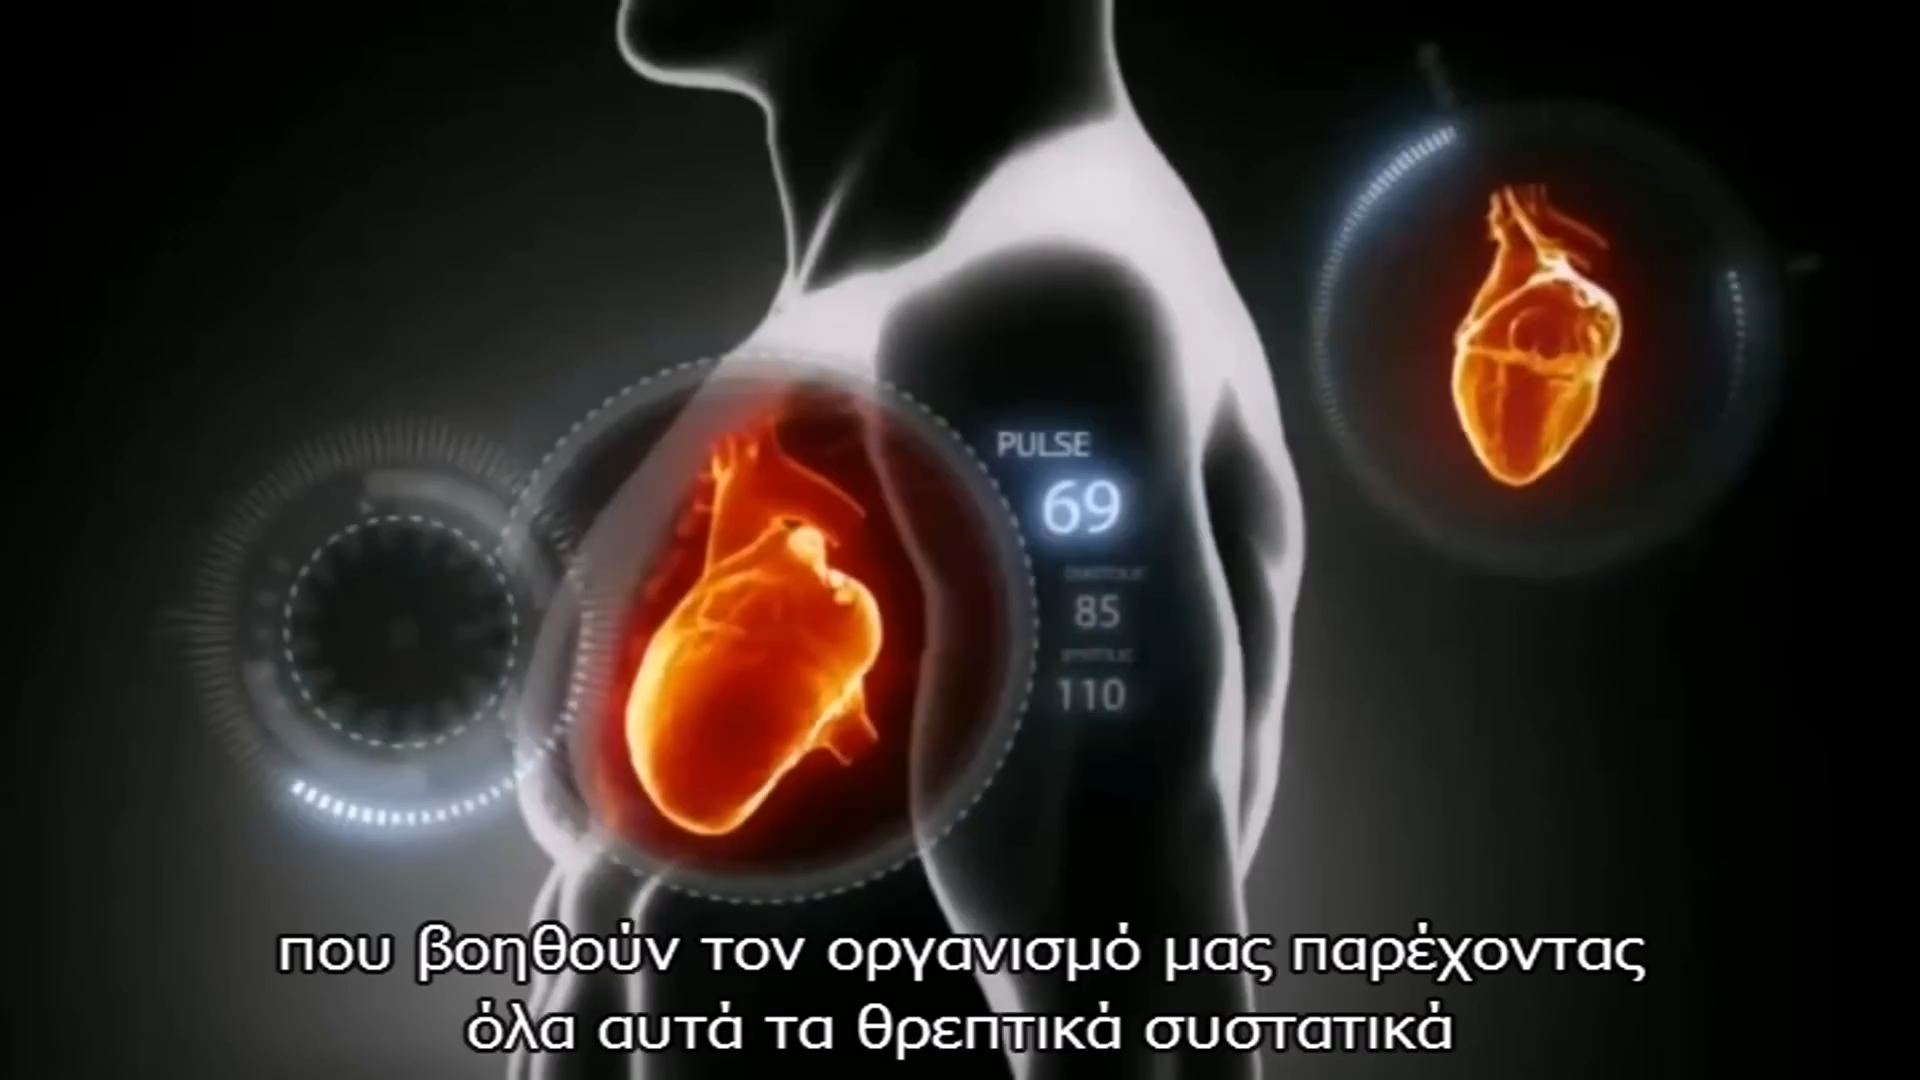 PULSE
69
85
110
που βοηθούν τον οργανισμό μας παρέχοντας
όλα αυτά τα θρεπτικά συστατικά